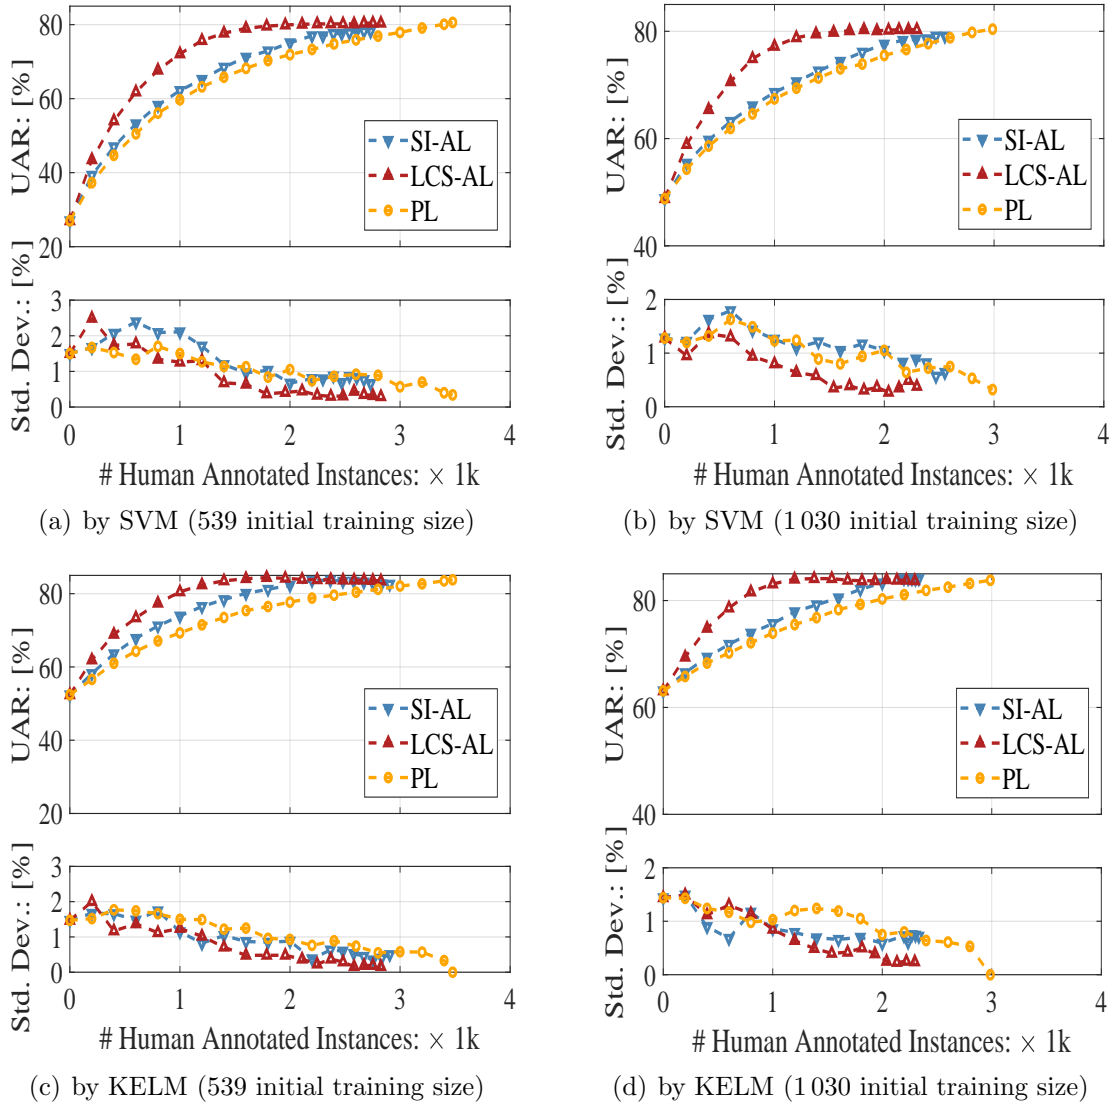 80
60
40
20
UAR: [%]
SI-AL
LCS-AL
PL
3
2
1
0
Std. Dev.: [%]
0 1 2 3 4
# Human Annotated Instances: × 1k
(a) by SVM (539 initial training size)
80
60
40
UAR: [%]
SI-AL
LCS-AL
PL
2
1
0
Std. Dev.: [%]
0 1 2 3 4
# Human Annotated Instances: × 1k
(b) by SVM (1 030 initial training size)
80
60
40
20
UAR: [%]
SI-AL
LCS-AL
PL
3
2
1
0
Std. Dev.: [%]
0 1 2 3 4
# Human Annotated Instances: × 1k
(c) by KELM (539 initial training size)
80
60
40
UAR: [%]
SI-AL
LCS-AL
PL
2
1
0
Std. Dev.: [%]
0 1 2 3 4
# Human Annotated Instances: × 1k
(d) by KELM (1 030 initial training size)